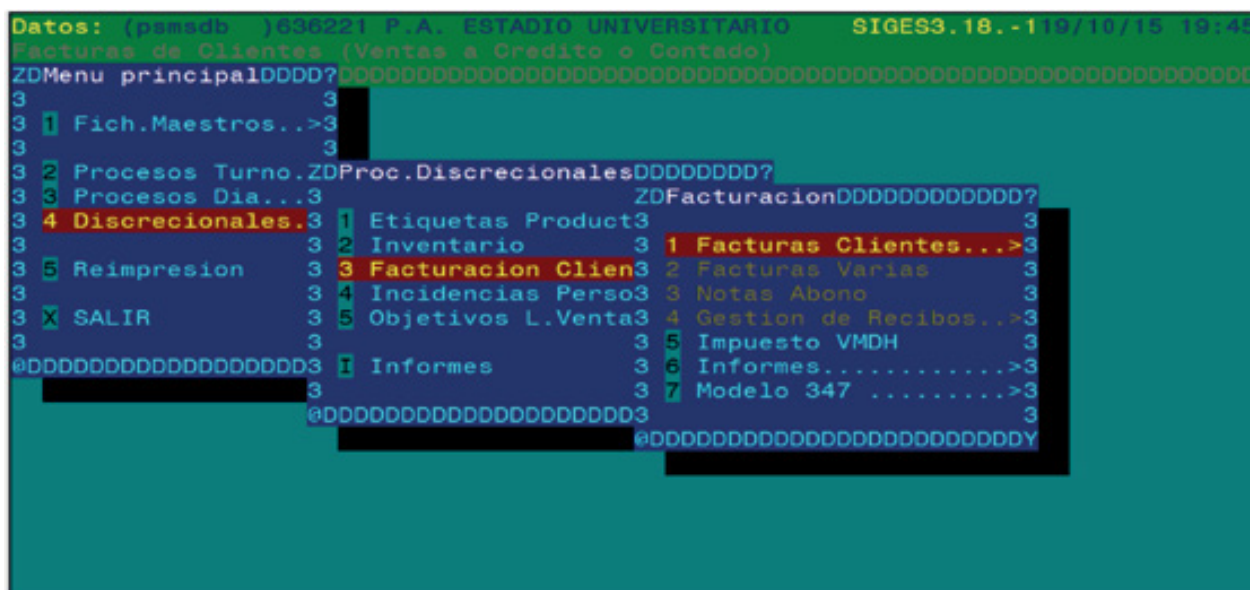 Datos: (psmsdb )636221 P.A. ESTADIO UNIVERSITARIO SIGES3.18.-119/10/15 19:45
Facturas de Clientes (Ventas a Credito o Contado)
ZDMenu principalDDDD?DDDDDDDDDDDDDDDDDDDDDDDDDDDDDDDDDDDDDDDDDDDDDDDDDDDDDDDDDDD
3 3
3 1 Fich.Maestros..>3
3 3
3 2 Procesos Turno.ZDProc.DiscrecionalesDDDDDDDD?
3 3 Procesos Dia...3 ZDFacturacionDDDDDDDDDDDD?
3 4 Discrecionales.3 1 Etiquetas Product3 3
3 3 2 Inventario 3 1 Facturas Clientes...>3
3 5 Reimpresion 3 3 Facturacion Clien3 2 Facturas Varias 3
3 3 4 Incidencias Perso3 3 Notas Abono 3
3 X SALIR 3 5 Objetivos L.Venta3 4 Gestion de Recibos..>3
3 3 3 5 Impuesto VMDH 3
@DDDDDDDDDDDDDDDDDD3 I Informes 3 6 Informes............>3
3 3 7 Modelo 347 .........>3
@DDDDDDDDDDDDDDDDDDDD3 3
@DDDDDDDDDDDDDDDDDDDDDDDDY